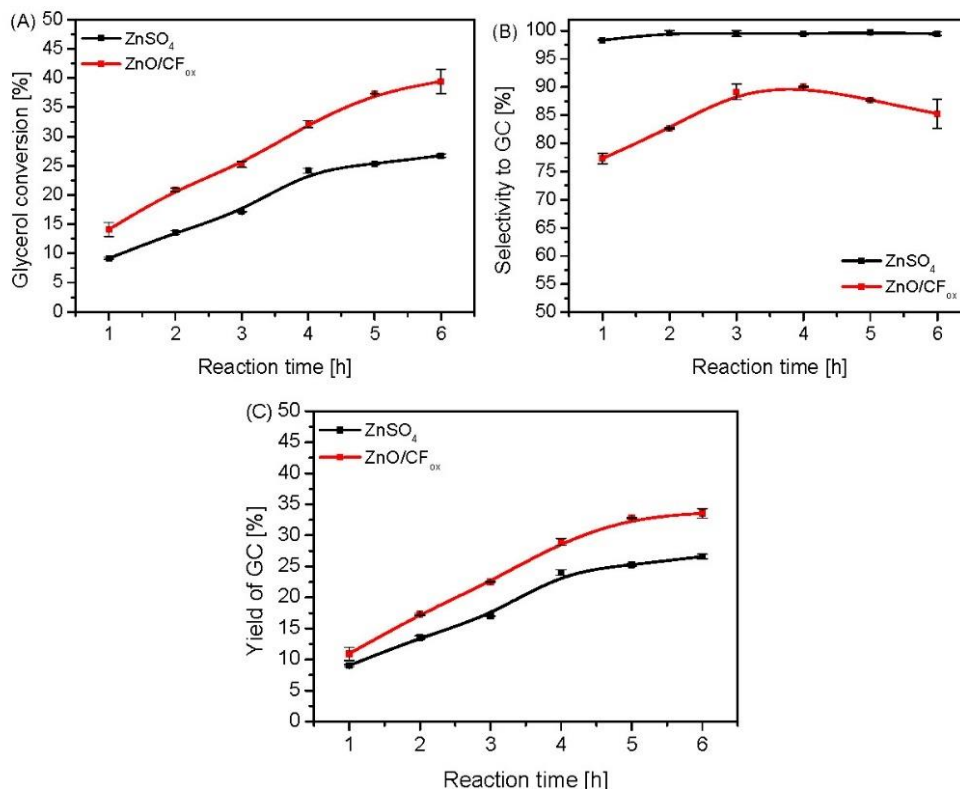 (A)
50
45
40
35
30
25
20
15
10
5
0
Glycerol conversion [%]
ZnSO4
ZnO/CFox
1 2 3 4 5 6
Reaction time [h]
(B)
100
95
90
85
80
75
70
65
60
55
50
Selectivity to GC [%]
ZnSO4
ZnO/CFox
1 2 3 4 5 6
Reaction time [h]
(C)
50
45
40
35
30
25
20
15
10
5
0
Yield of GC [%]
ZnSO4
ZnO/CFox
1 2 3 4 5 6
Reaction time [h]